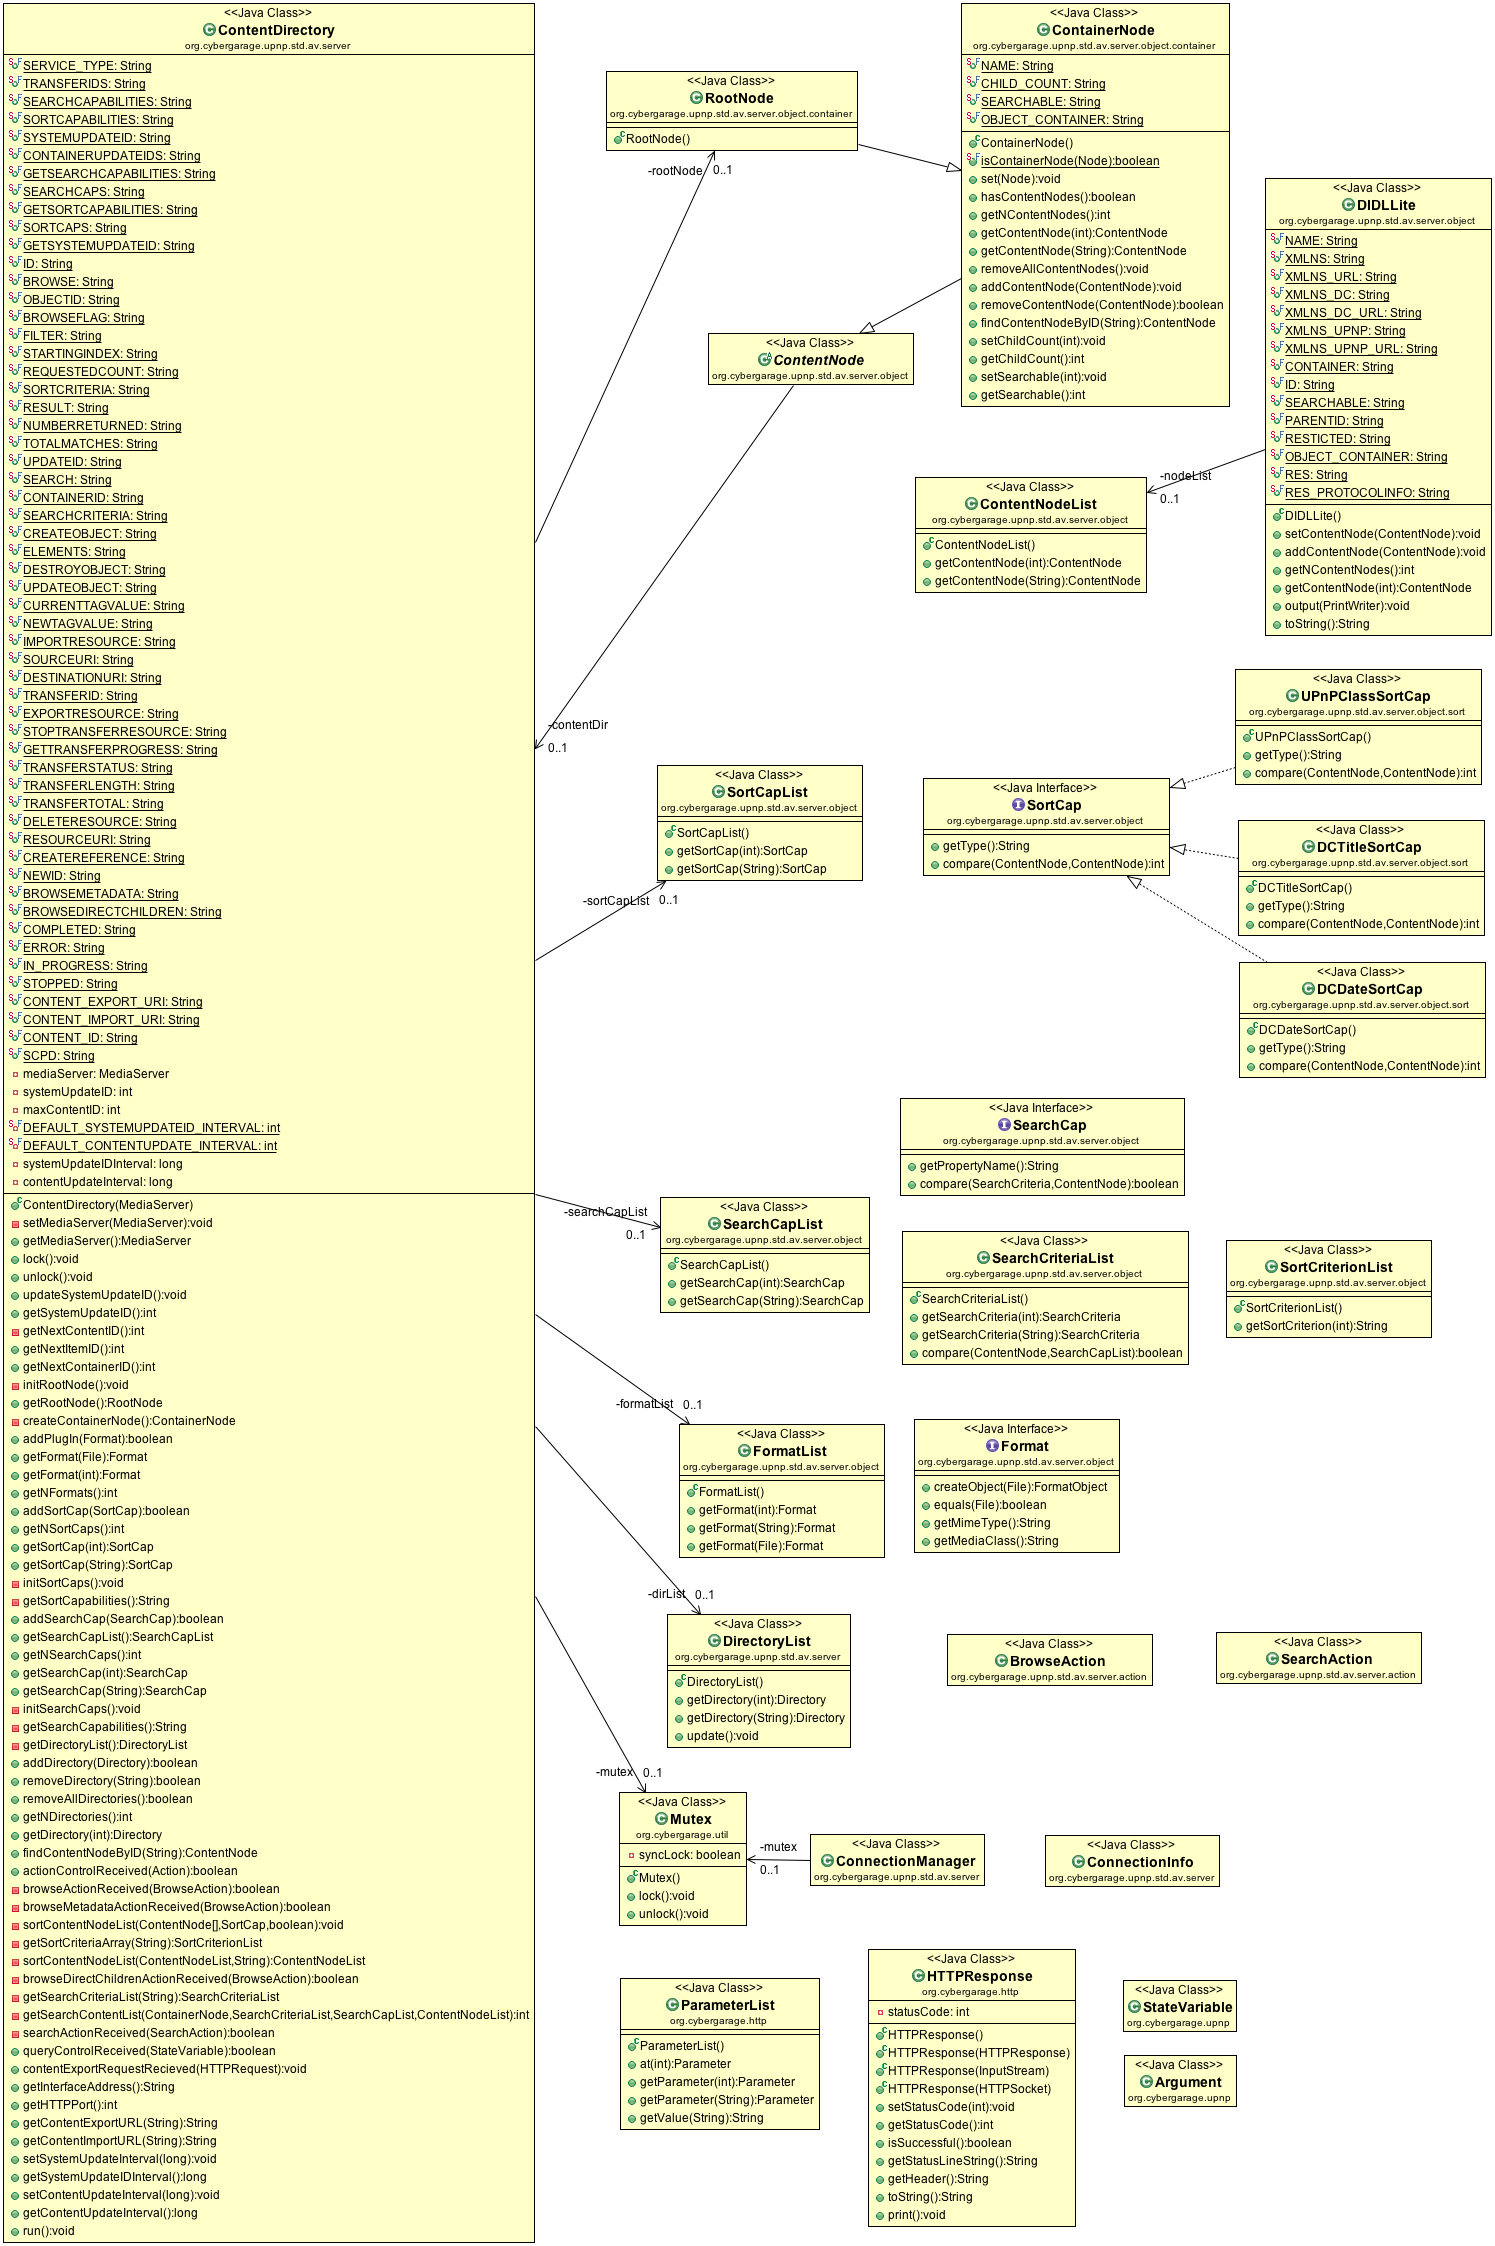 <<Java Class>>
ContentDirectory
org.cybergarage.upnp.std.av.server
SERVICE_TYPE: String
TRANSFERIDS: String
SEARCHCAPABILITIES: String
SORTCAPABILITIES: String
SYSTEMUPDATEID: String
CONTAINERUPDATEIDS: String
GETSEARCHCAPABILITIES: String
SEARCHCAPS: String
GETSORTCAPABILITIES: String
SORTCAPS: String
GETSYSTEMUPDATEID: String
ID: String
BROWSE: String
OBJECTID: String
BROWSEFLAG: String
FILTER: String
STARTINGINDEX: String
REQUESTEDCOUNT: String
SORTCRITERIA: String
RESULT: String
NUMBERRETURNED: String
TOTALMATCHES: String
UPDATEID: String
SEARCH: String
CONTAINERID: String
SEARCHCRITERIA: String
CREATEOBJECT: String
ELEMENTS: String
DESTROYOBJECT: String
UPDATEOBJECT: String
CURRENTTAGVALUE: String
NEWTAGVALUE: String
IMPORTRESOURCE: String
SOURCEURI: String
DESTINATIONURI: String
TRANSFERID: String
EXPORTRESOURCE: String
STOPTRANSFERRESOURCE: String
GETTRANSFERPROGRESS: String
TRANSFERSTATUS: String
TRANSFERLENGTH: String
TRANSFERTOTAL: String
DELETERESOURCE: String
RESOURCEURI: String
CREATEREFERENCE: String
NEWID: String
BROWSEMETADATA: String
BROWSEDIRECTCHILDREN: String
COMPLETED: String
ERROR: String
IN_PROGRESS: String
STOPPED: String
CONTENT_EXPORT_URI: String
CONTENT_IMPORT_URI: String
CONTENT_ID: String
SCPD: String
mediaServer: MediaServer
systemUpdateID: int
maxContentID: int
DEFAULT_SYSTEMUPDATEID_INTERVAL: int
DEFAULT_CONTENTUPDATE_INTERVAL: int
systemUpdateIDInterval: long
contentUpdateInterval: long
ContentDirectory(MediaServer)
setMediaServer(MediaServer):void
getMediaServer():MediaServer
lock():void
unlock():void
updateSystemUpdateID():void
getSystemUpdateID():int
getNextContentID():int
getNextItemID():int
getNextContainerID():int
initRootNode():void
getRootNode():RootNode
createContainerNode():ContainerNode
addPlugIn(Format):boolean
getFormat(File):Format
getFormat(int):Format
getNFormats():int
addSortCap(SortCap):boolean
getNSortCaps():int
getSortCap(int):SortCap
getSortCap(String):SortCap
initSortCaps():void
getSortCapabilities():String
addSearchCap(SearchCap):boolean
getSearchCapList():SearchCapList
getNSearchCaps():int
getSearchCap(int):SearchCap
getSearchCap(String):SearchCap
initSearchCaps():void
getSearchCapabilities():String
getDirectoryList():DirectoryList
addDirectory(Directory):boolean
removeDirectory(String):boolean
removeAllDirectories():boolean
getNDirectories():int
getDirectory(int):Directory
findContentNodeByID(String):ContentNode
actionControlReceived(Action):boolean
browseActionReceived(BrowseAction):boolean
browseMetadataActionReceived(BrowseAction):boolean
sortContentNodeList(ContentNode[],SortCap,boolean):void
getSortCriteriaArray(String):SortCriterionList
sortContentNodeList(ContentNodeList,String):ContentNodeList
browseDirectChildrenActionReceived(BrowseAction):boolean
getSearchCriteriaList(String):SearchCriteriaList
getSearchContentList(ContainerNode,SearchCriteriaList,SearchCapList,ContentNodeList):int
searchActionReceived(SearchAction):boolean
queryControlReceived(StateVariable):boolean
contentExportRequestRecieved(HTTPRequest):void
getInterfaceAddress():String
getHTTPPort():int
getContentExportURL(String):String
getContentImportURL(String):String
setSystemUpdateInterval(long):void
getSystemUpdateIDInterval():long
setContentUpdateInterval(long):void
getContentUpdateInterval():long
run():void
<<Java Class>>
RootNode
org.cybergarage.upnp.std.av.server.object.container
RootNode()
-rootNode 0..1
<<Java Class>>
ContainerNode
org.cybergarage.upnp.std.av.server.object.container
NAME: String
CHILD_COUNT: String
SEARCHABLE: String
OBJECT_CONTAINER: String
ContainerNode()
isContainerNode(Node):boolean
set(Node):void
hasContentNodes():boolean
getNContentNodes():int
getContentNode(int):ContentNode
getContentNode(String):ContentNode
removeAllContentNodes():void
addContentNode(ContentNode):void
removeContentNode(ContentNode):boolean
findContentNodeByID(String):ContentNode
setChildCount(int):void
getChildCount():int
setSearchable(int):void
getSearchable():int
<<Java Class>>
DIDLLite
org.cybergarage.upnp.std.av.server.object
NAME: String
XMLNS: String
XMLNS_URL: String
XMLNS_DC: String
XMLNS_DC_URL: String
XMLNS_UPNP: String
XMLNS_UPNP_URL: String
CONTAINER: String
ID: String
SEARCHABLE: String
PARENTID: String
RESTICTED: String
OBJECT_CONTAINER: String
RES: String
RES_PROTOCOLINFO: String
DIDLLite()
setContentNode(ContentNode):void
addContentNode(ContentNode):void
getNContentNodes():int
getContentNode(int):ContentNode
output(PrintWriter):void
toString():String
<<Java Class>>
ContentNode
org.cybergarage.upnp.std.av.server.object
-contentDir
0..1
-nodeList
0..1
<<Java Class>>
ContentNodeList
org.cybergarage.upnp.std.av.server.object
ContentNodeList()
getContentNode(int):ContentNode
getContentNode(String):ContentNode
<<Java Class>>
UPnPClassSortCap
org.cybergarage.upnp.std.av.server.object.sort
UPnPClassSortCap()
getType():String
compare(ContentNode,ContentNode):int
<<Java Class>>
SortCapList
org.cybergarage.upnp.std.av.server.object
SortCapList()
getSortCap(int):SortCap
getSortCap(String):SortCap
-sortCapList 0..1
<<Java Interface>>
SortCap
org.cybergarage.upnp.std.av.server.object
getType():String
compare(ContentNode,ContentNode):int
<<Java Class>>
DCTitleSortCap
org.cybergarage.upnp.std.av.server.object.sort
DCTitleSortCap()
getType():String
compare(ContentNode,ContentNode):int
<<Java Class>>
DCDateSortCap
org.cybergarage.upnp.std.av.server.object.sort
DCDateSortCap()
getType():String
compare(ContentNode,ContentNode):int
<<Java Interface>>
SearchCap
org.cybergarage.upnp.std.av.server.object
getPropertyName():String
compare(SearchCriteria,ContentNode):boolean
-searchCapList
0..1
<<Java Class>>
SearchCapList
org.cybergarage.upnp.std.av.server.object
SearchCapList()
getSearchCap(int):SearchCap
getSearchCap(String):SearchCap
<<Java Class>>
SearchCriteriaList
org.cybergarage.upnp.std.av.server.object
SearchCriteriaList()
getSearchCriteria(int):SearchCriteria
getSearchCriteria(String):SearchCriteria
compare(ContentNode,SearchCapList):boolean
<<Java Class>>
SortCriterionList
org.cybergarage.upnp.std.av.server.object
SortCriterionList()
getSortCriterion(int):String
-formatList 0..1
<<Java Class>>
FormatList
org.cybergarage.upnp.std.av.server.object
FormatList()
getFormat(int):Format
getFormat(String):Format
getFormat(File):Format
<<Java Interface>>
Format
org.cybergarage.upnp.std.av.server.object
createObject(File):FormatObject
equals(File):boolean
getMimeType():String
getMediaClass():String
-dirList 0..1
<<Java Class>>
DirectoryList
org.cybergarage.upnp.std.av.server
DirectoryList()
getDirectory(int):Directory
getDirectory(String):Directory
update():void
<<Java Class>>
BrowseAction
org.cybergarage.upnp.std.av.server.action
<<Java Class>>
SearchAction
org.cybergarage.upnp.std.av.server.action
-mutex 0..1
<<Java Class>>
Mutex
org.cybergarage.util
syncLock: boolean
Mutex()
lock():void
unlock():void
-mutex
0..1
<<Java Class>>
ConnectionManager
org.cybergarage.upnp.std.av.server
<<Java Class>>
ConnectionInfo
org.cybergarage.upnp.std.av.server
<<Java Class>>
ParameterList
org.cybergarage.http
ParameterList()
at(int):Parameter
getParameter(int):Parameter
getParameter(String):Parameter
getValue(String):String
<<Java Class>>
HTTPResponse
org.cybergarage.http
statusCode: int
HTTPResponse()
HTTPResponse(HTTPResponse)
HTTPResponse(InputStream)
HTTPResponse(HTTPSocket)
setStatusCode(int):void
getStatusCode():int
isSuccessful():boolean
getStatusLineString():String
getHeader():String
toString():String
print():void
<<Java Class>>
StateVariable
org.cybergarage.upnp
<<Java Class>>
Argument
org.cybergarage.upnp